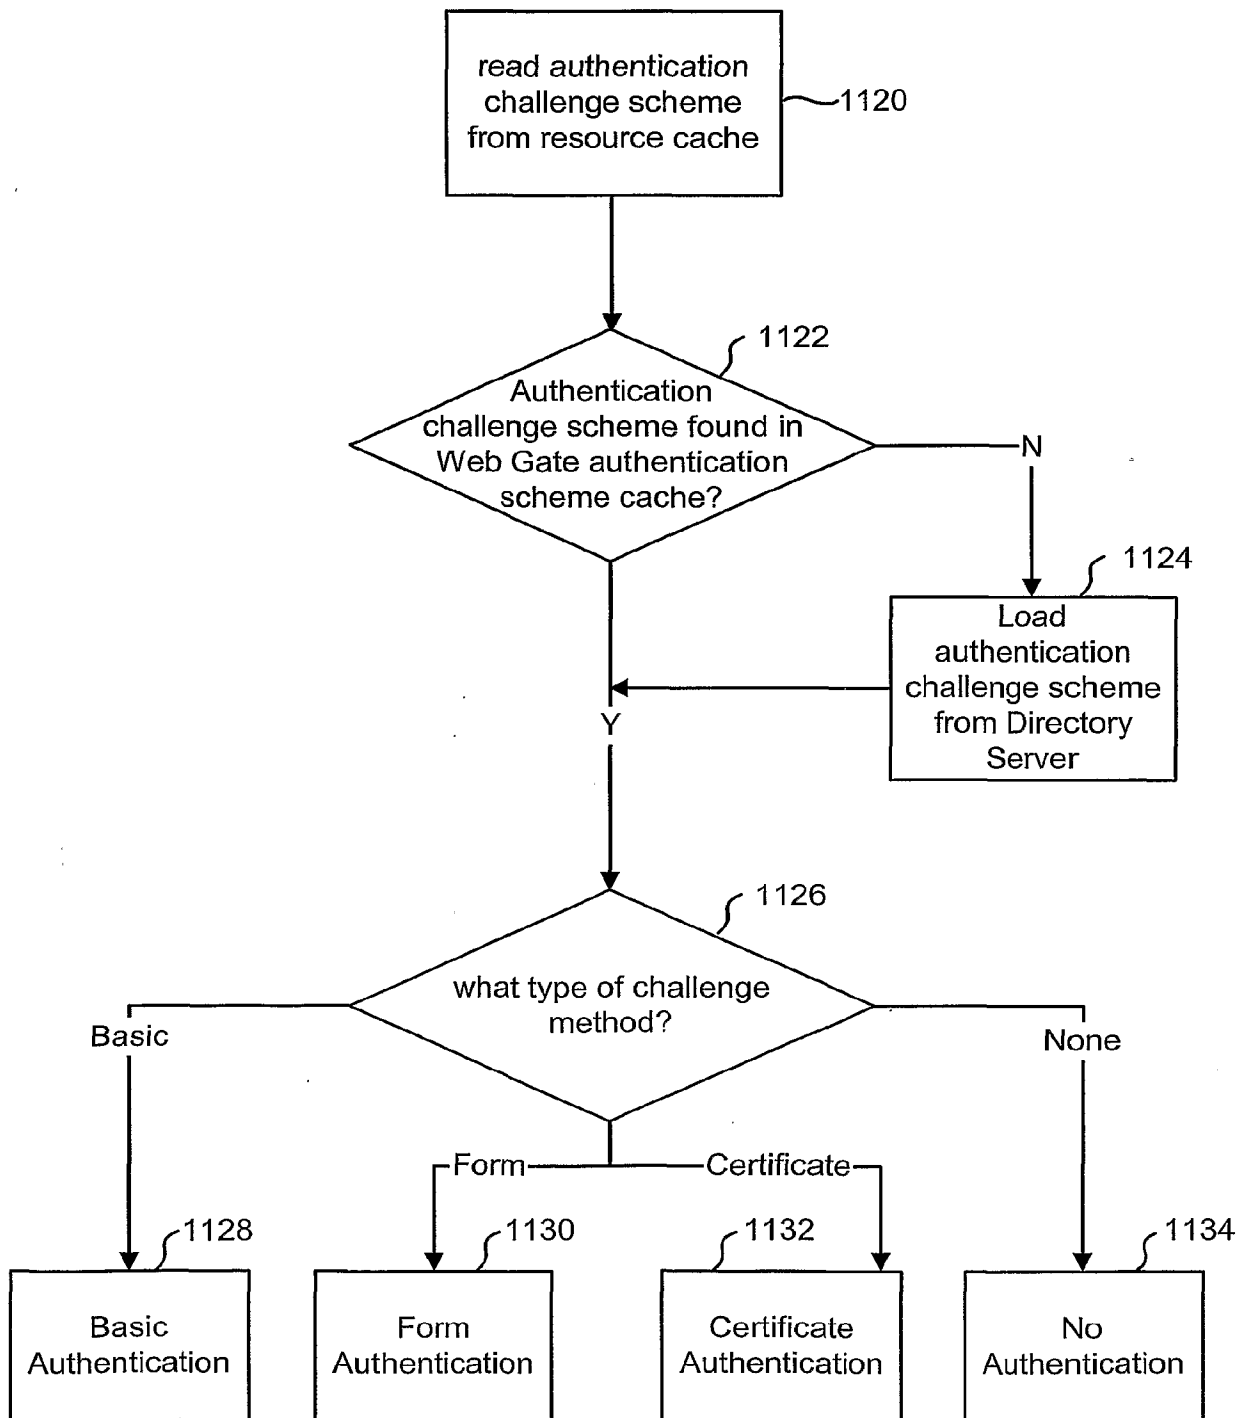 read authentication
challenge scheme
from resource cache
1120
1122
Authentication
challenge scheme found in
Web Gate authentication
scheme cache?
N
1124
Load
authentication
challenge scheme
from Directory
Server
Y
1126
what type of challenge
method?
Basic
None
Form
Certificate
1128
1130
1132
1134
Basic
Authentication
Form
Authentication
Certificate
Authentication
No
Authentication